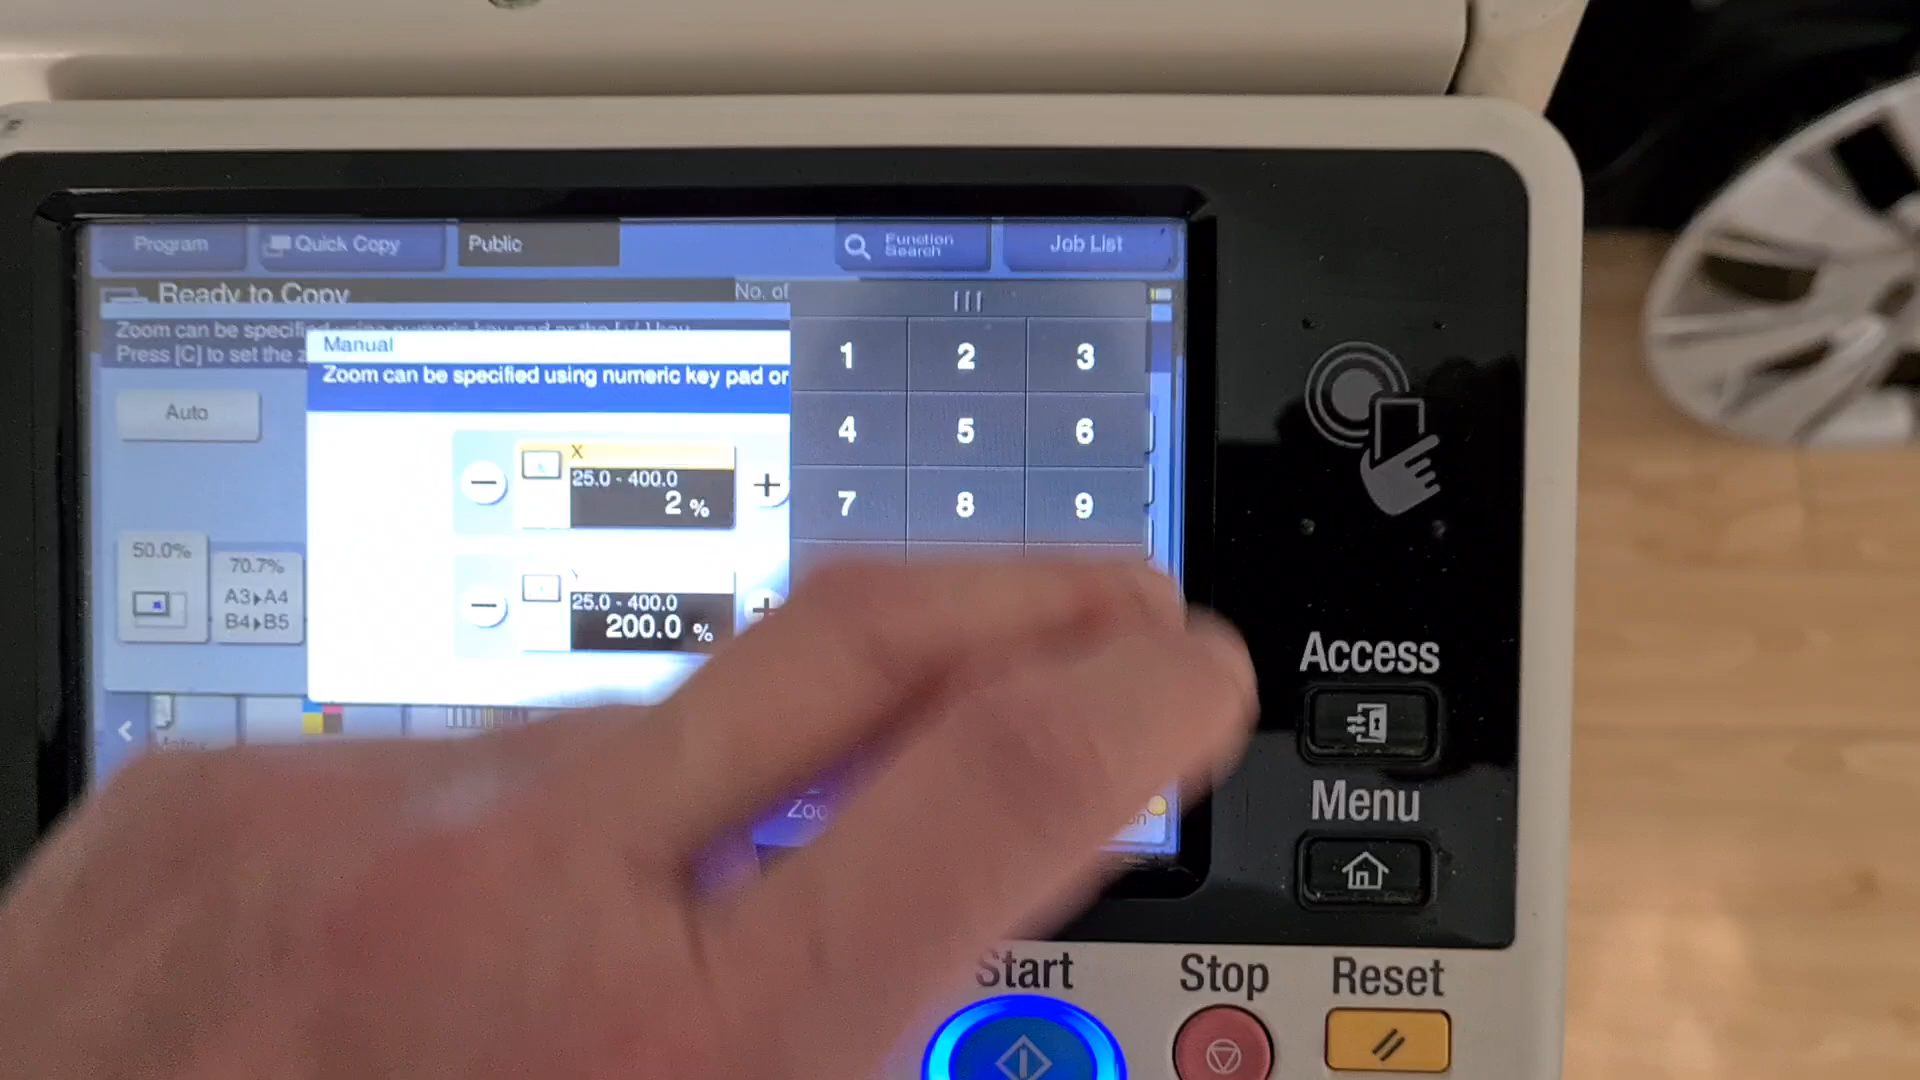 Program
Quick Copy
Public
Function
Search
Job List
Ready to Copy
No. of
Zoom can be specified using numeric key pad or the [+/-] key.
Press [C] to set the
Manual
Zoom can be specified using numeric key pad or
Auto
X
25.0 - 400.0
2 %
25.0 - 400.0
200.0 %
50.0%
70.7%
A3▸A4
B4▸B5
1 2 3
4 5 6
7 8 9
Access
Menu
Start
Stop
Reset